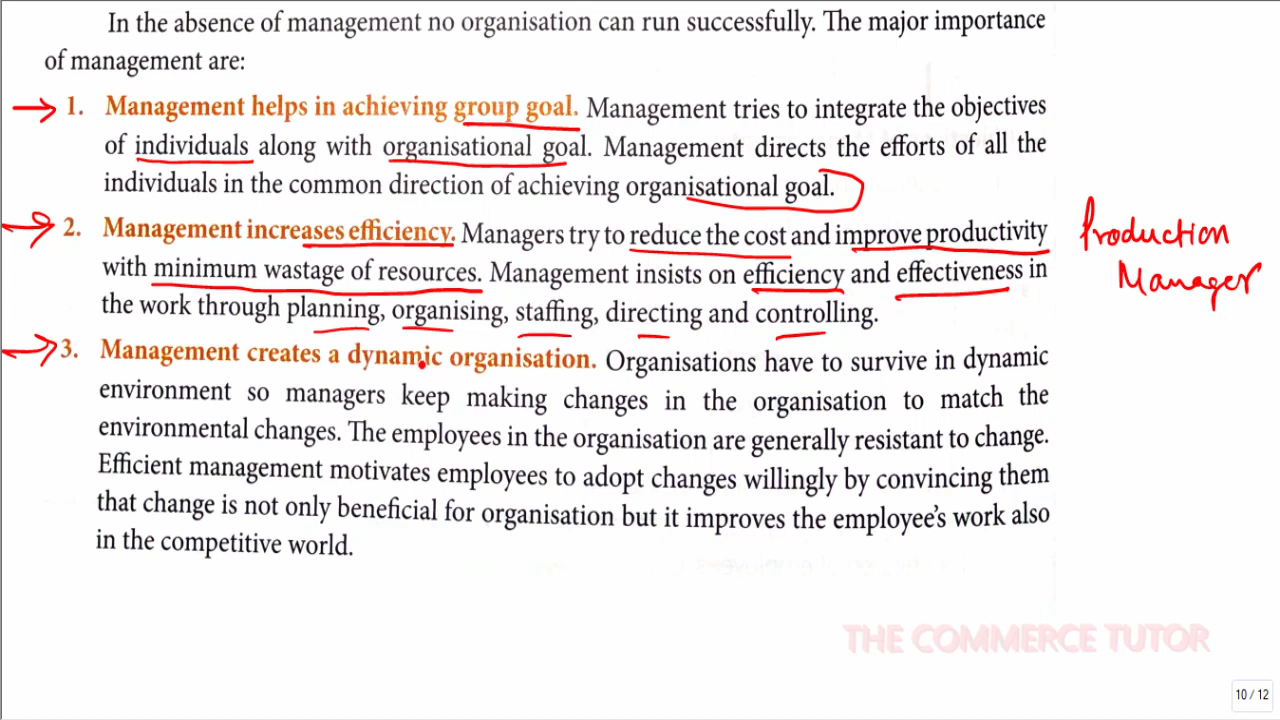 In the absence of management no organisation can run successfully. The major importance
of management are:
1. Management helps in achieving group goal. Management tries to integrate the objectives
of individuals along with organisational goal. Management directs the efforts of all the
individuals in the common direction of achieving organisational goal.
2. Management increases efficiency. Managers try to reduce the cost and improve productivity
with minimum wastage of resources. Management insists on efficiency and effectiveness in
the work through planning, organising, staffing, directing and controlling.
Production
Manager
3. Management creates a dynamic organisation. Organisations have to survive in dynamic
environment so managers keep making changes in the organisation to match the
environmental changes. The employees in the organisation are generally resistant to change.
Efficient management motivates employees to adopt changes willingly by convincing them
that change is not only beneficial for organisation but it improves the employee's work also
in the competitive world.
THE COMMERCE TUTOR
10 / 12